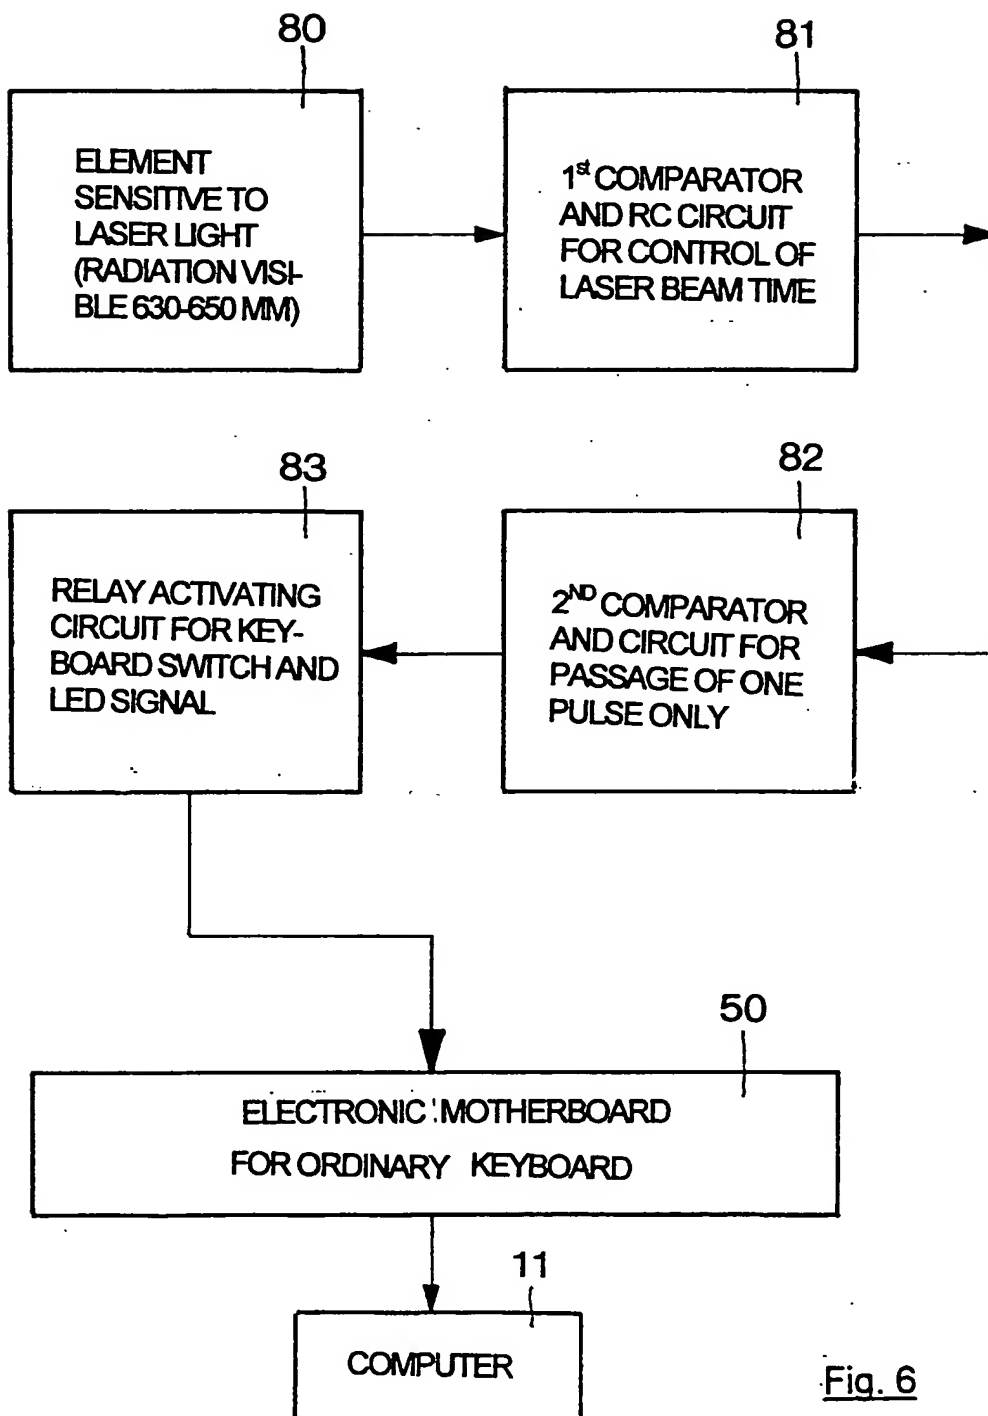 80
ELEMENT
SENSITIVE TO
LASER LIGHT
(RADIATION VISI-
BLE 630-650 MM)
81
1st COMPARATOR
AND RC CIRCUIT
FOR CONTROL OF
LASER BEAM TIME
83
RELAY ACTIVATING
CIRCUIT FOR KEY-
BOARD SWITCH AND
LED SIGNAL
82
2ND COMPARATOR
AND CIRCUIT FOR
PASSAGE OF ONE
PULSE ONLY
50
ELECTRONIC MOTHERBOARD
FOR ORDINARY KEYBOARD
11
COMPUTER
Fig. 6